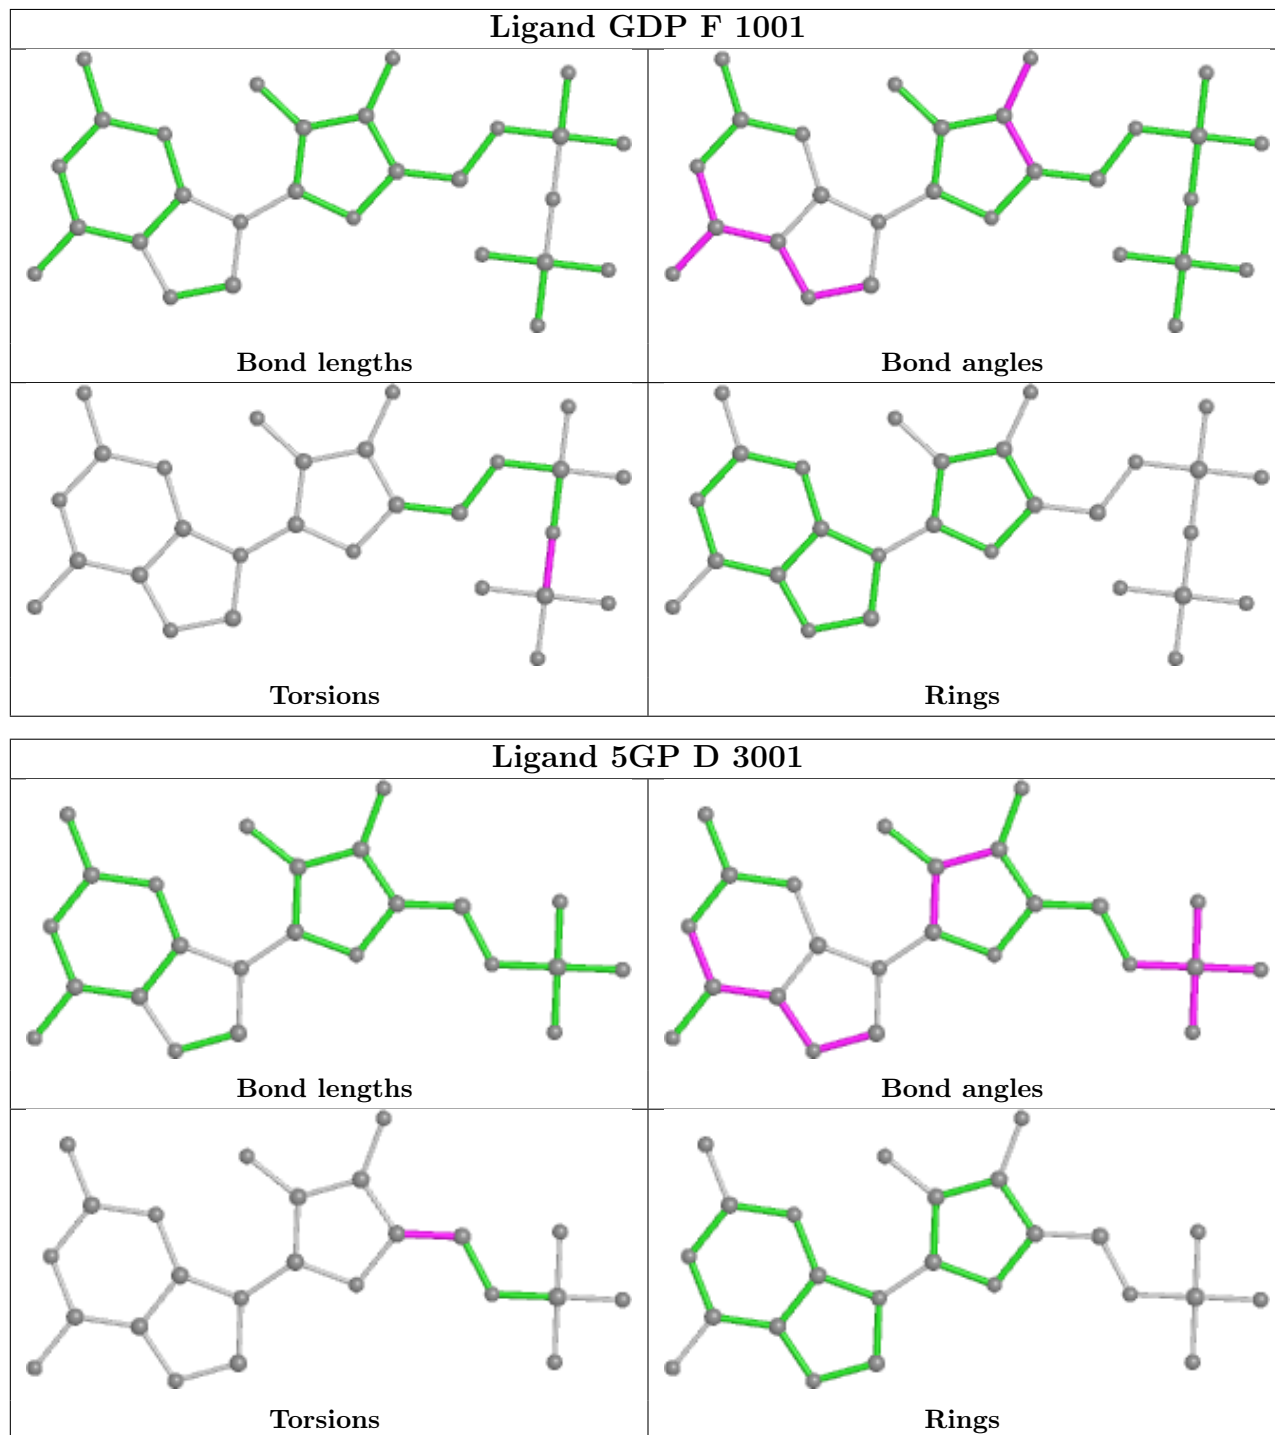 Ligand GDP F 1001
Bond lengths
Bond angles
Torsions
Rings
Ligand 5GP D 3001
Bond lengths
Bond angles
Torsions
Rings